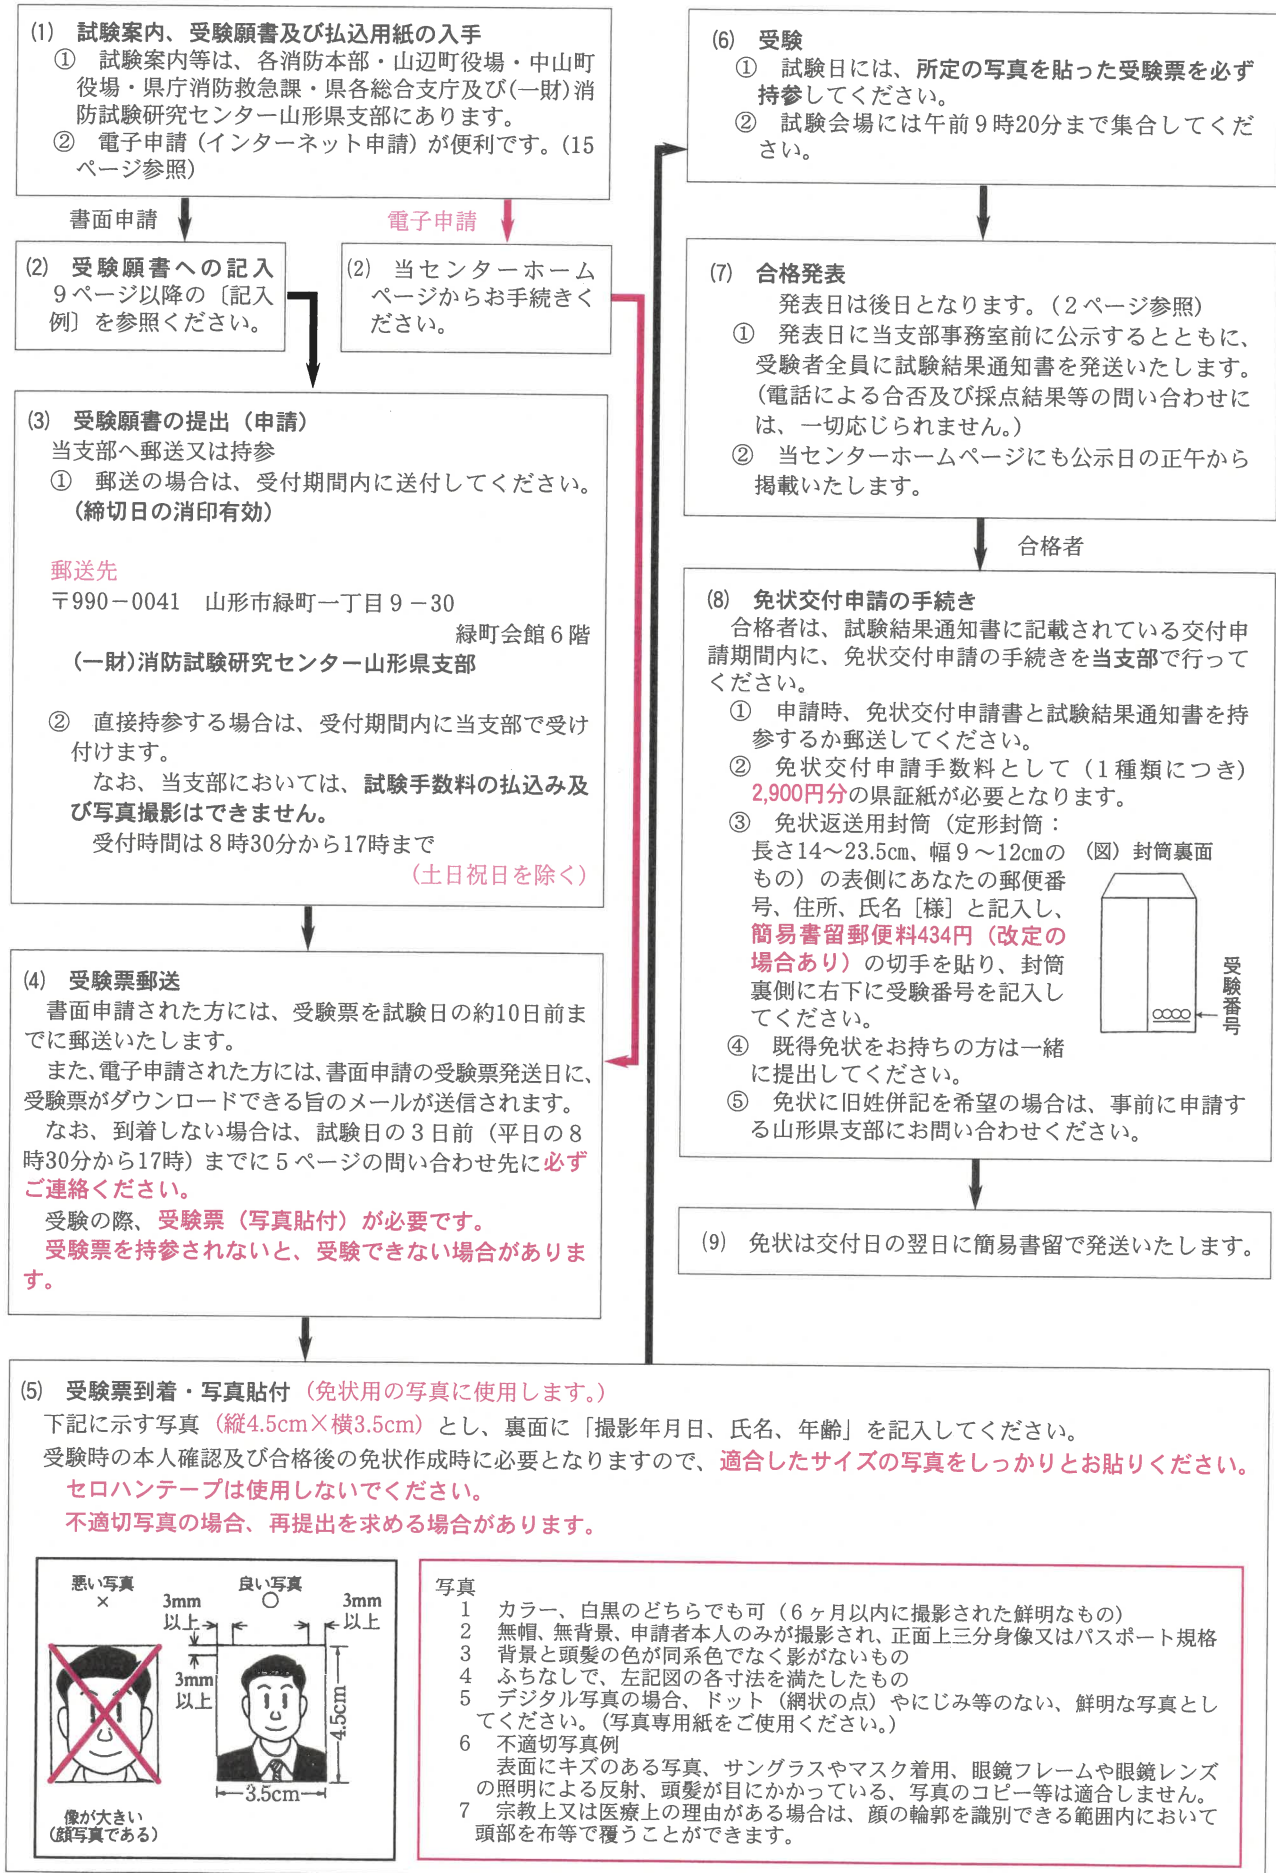 (1) 試験案内、受験願書及び払込用紙の入手
① 試験案内等は、各消防本部・山辺町役場・中山町
役場・県庁消防救急課・県各総合支庁及び(一財)消
防試験研究センター山形県支部にあります。
② 電子申請（インターネット申請）が便利です。(15
ページ参照）
書面申請
電子申請
(2) 受験願書への記入
9ページ以降の〔記入
例〕を参照ください。
(2) 当センターホーム
ページからお手続きく
ださい。
(3) 受験願書の提出（申請）
当支部へ郵送又は持参
① 郵送の場合は、受付期間内に送付してください。
（締切日の消印有効）
郵送先
〒990－0041 山形市緑町一丁目９－30
緑町会館６階
(一財)消防試験研究センター山形県支部
② 直接持参する場合は、受付期間内に当支部で受け
付けます。
なお、当支部においては、試験手数料の払込み及
び写真撮影はできません。
受付時間は８時30分から17時まで
（土日祝日を除く）
(4) 受験票郵送
書面申請された方には、受験票を試験日の約10日前ま
でに郵送いたします。
また、電子申請された方には、書面申請の受験票発送日に、
受験票がダウンロードできる旨のメールが送信されます。
なお、到着しない場合は、試験日の３日前（平日の８
時30分から17時）までに５ページの問い合わせ先に必ず
ご連絡ください。
受験の際、受験票（写真貼付）が必要です。
受験票を持参されないと、受験できない場合がありま
す。
(5) 受験票到着・写真貼付（免状用の写真に使用します。）
下記に示す写真（縦4.5cm×横3.5cm）とし、裏面に「撮影年月日、氏名、年齢」を記入してください。
受験時の本人確認及び合格後の免状作成時に必要となりますので、適合したサイズの写真をしっかりとお貼りください。
セロハンテープは使用しないでください。
不適切写真の場合、再提出を求める場合があります。
悪い写真
×
良い写真
○
3mm
以上
3mm
以上
3mm
以上
4.5cm
3.5cm
像が大きい
（顔写真である）
写真
1 カラー、白黒のどちらでも可（６ヶ月以内に撮影された鮮明なもの）
2 無帽、無背景、申請者本人のみが撮影され、正面上三分身像又はパスポート規格
3 背景と頭髪の色が同系色でなく影がないもの
4 ふちなしで、左記図の各寸法を満たしたもの
5 デジタル写真の場合、ドット（網状の点）やにじみ等のない、鮮明な写真とし
てください。（写真専用紙をご使用ください。）
6 不適切写真例
表面にキズのある写真、サングラスやマスク着用、眼鏡フレームや眼鏡レンズ
の照明による反射、頭髪が目にかかっている、写真のコピー等は適合しません。
7 宗教上又は医療上の理由がある場合は、顔の輪郭を識別できる範囲内において
頭部を布等で覆うことができます。
(6) 受験
① 試験日には、所定の写真を貼った受験票を必ず
持参してください。
② 試験会場には午前９時20分まで集合してくだ
さい。
(7) 合格発表
発表日は後日となります。（２ページ参照）
① 発表日に当支部事務室前に公示するとともに、
受験者全員に試験結果通知書を発送いたします。
（電話による合否及び採点結果等の問い合わせに
は、一切応じられません。）
② 当センターホームページにも公示日の正午から
掲載いたします。
合格者
(8) 免状交付申請の手続き
合格者は、試験結果通知書に記載されている交付申
請期間内に、免状交付申請の手続きを当支部で行って
ください。
① 申請時、免状交付申請書と試験結果通知書を持
参するか郵送してください。
② 免状交付申請手数料として（１種類につき）
2,900円分の県証紙が必要となります。
③ 免状返送用封筒（定形封筒：
長さ14～23.5cm、幅９～12cmの
もの）の表側にあなたの郵便番
号、住所、氏名［様］と記入し、
簡易書留郵便料434円（改定の
場合あり）の切手を貼り、封筒
裏側に右下に受験番号を記入し
てください。
（図）封筒裏面
○○○○
受験番号
④ 既得免状をお持ちの方は一緒
に提出してください。
⑤ 免状に旧姓併記を希望の場合は、事前に申請す
る山形県支部にお問い合わせください。
(9) 免状は交付日の翌日に簡易書留で発送いたします。